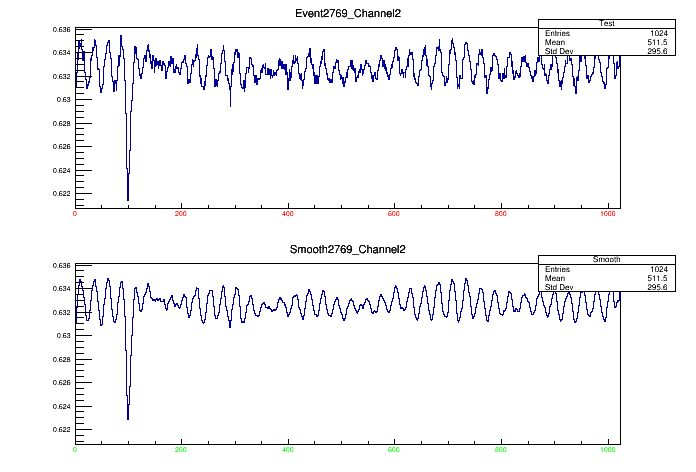 Event2769_Channel2
Test
Entries 1024
Mean 511.5
Std Dev 295.6
0.636
0.634
0.632
0.63
0.628
0.626
0.624
0.622
0 200 400 600 800 1000
Smooth2769_Channel2
Smooth
Entries 1024
Mean 511.5
Std Dev 295.6
0.636
0.634
0.632
0.63
0.628
0.626
0.624
0.622
0 200 400 600 800 1000